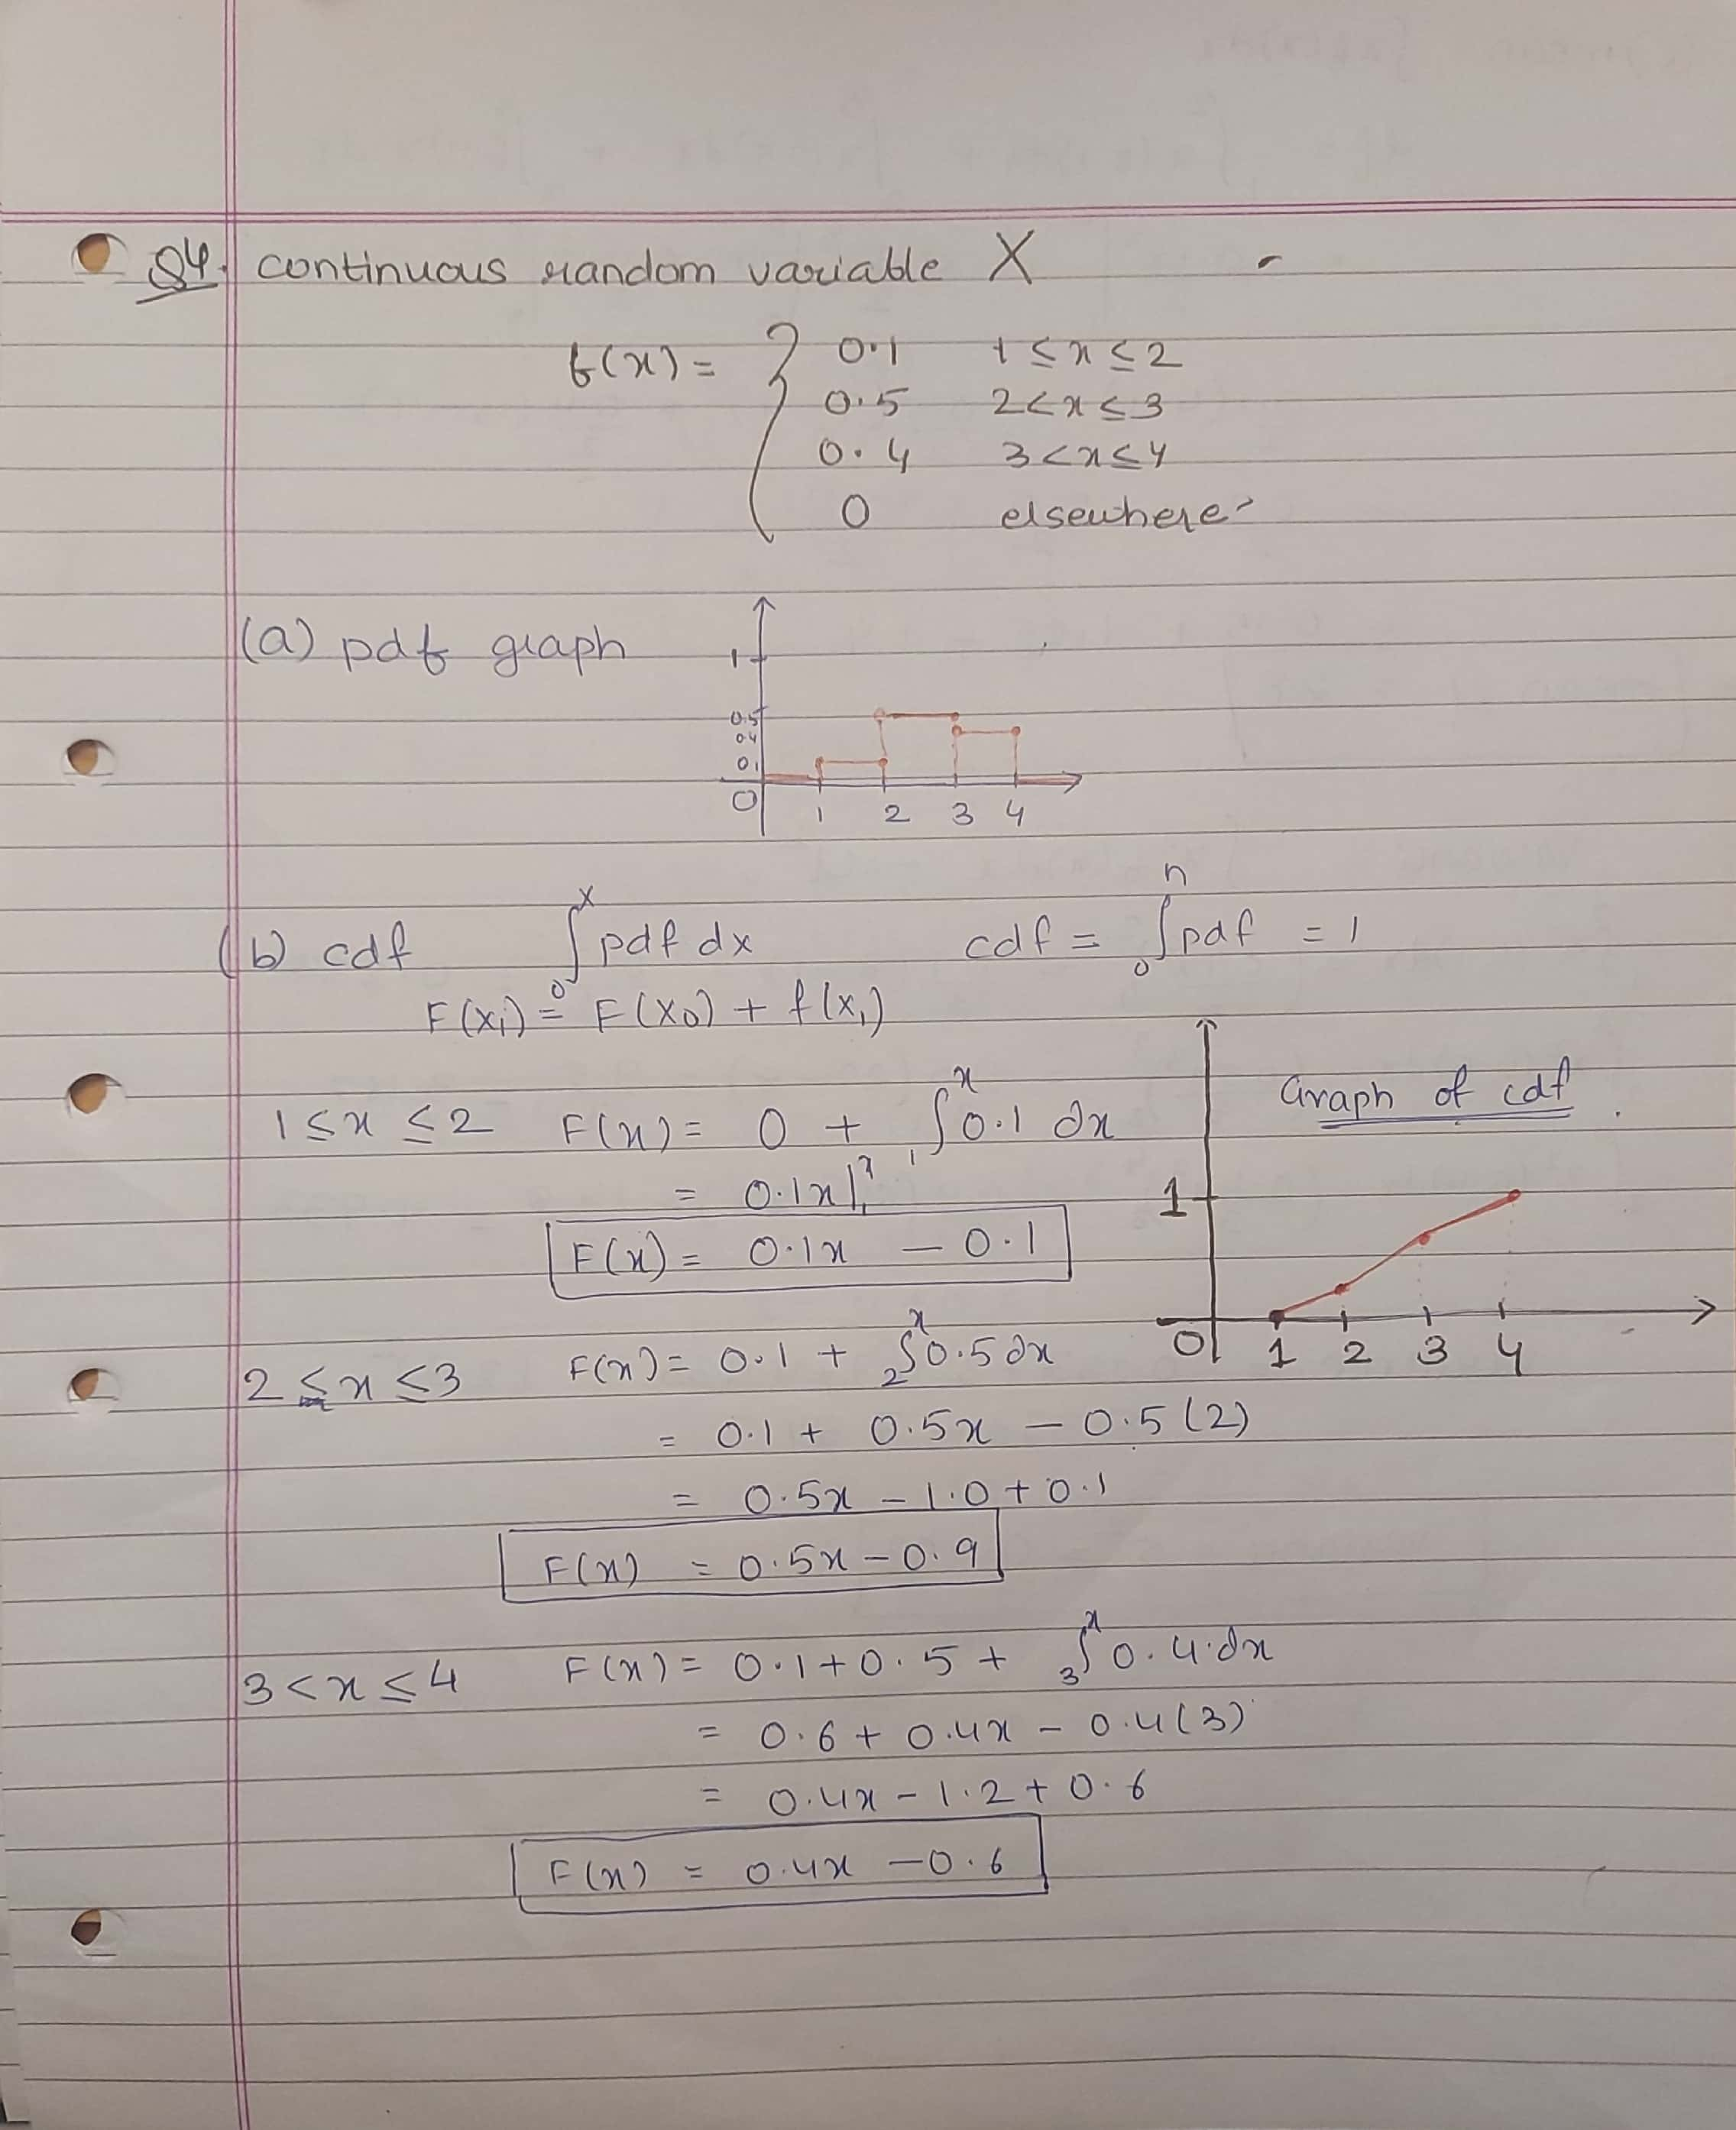 Q4. continuous random variable X
f(x) = { 0.1 1 ≤ x ≤ 2
0.5 2 < x ≤ 3
0.4 3 < x ≤ 4
0 elsewhere
(a) pdf graph
1
0.5
0.4
0.1
0 1 2 3 4
(b) cdf ∫₀ˣ pdf dx cdf = ∫₀ⁿ pdf = 1
F(x₁) = F(x₀) + f(x₁)
Graph of cdf
1
0 1 2 3 4
1 ≤ x ≤ 2 F(x) = 0 + ∫₁ˣ 0.1 dx
= 0.1x|₁ˣ
F(x) = 0.1x – 0.1
2 ≤ x ≤ 3 F(x) = 0.1 + ∫₂ˣ 0.5 dx
= 0.1 + 0.5x – 0.5(2)
= 0.5x – 1.0 + 0.1
F(x) = 0.5x – 0.9
3 < x ≤ 4 F(x) = 0.1 + 0.5 + ∫₃ˣ 0.4 dx
= 0.6 + 0.4x – 0.4(3)
= 0.4x – 1.2 + 0.6
F(x) = 0.4x – 0.6